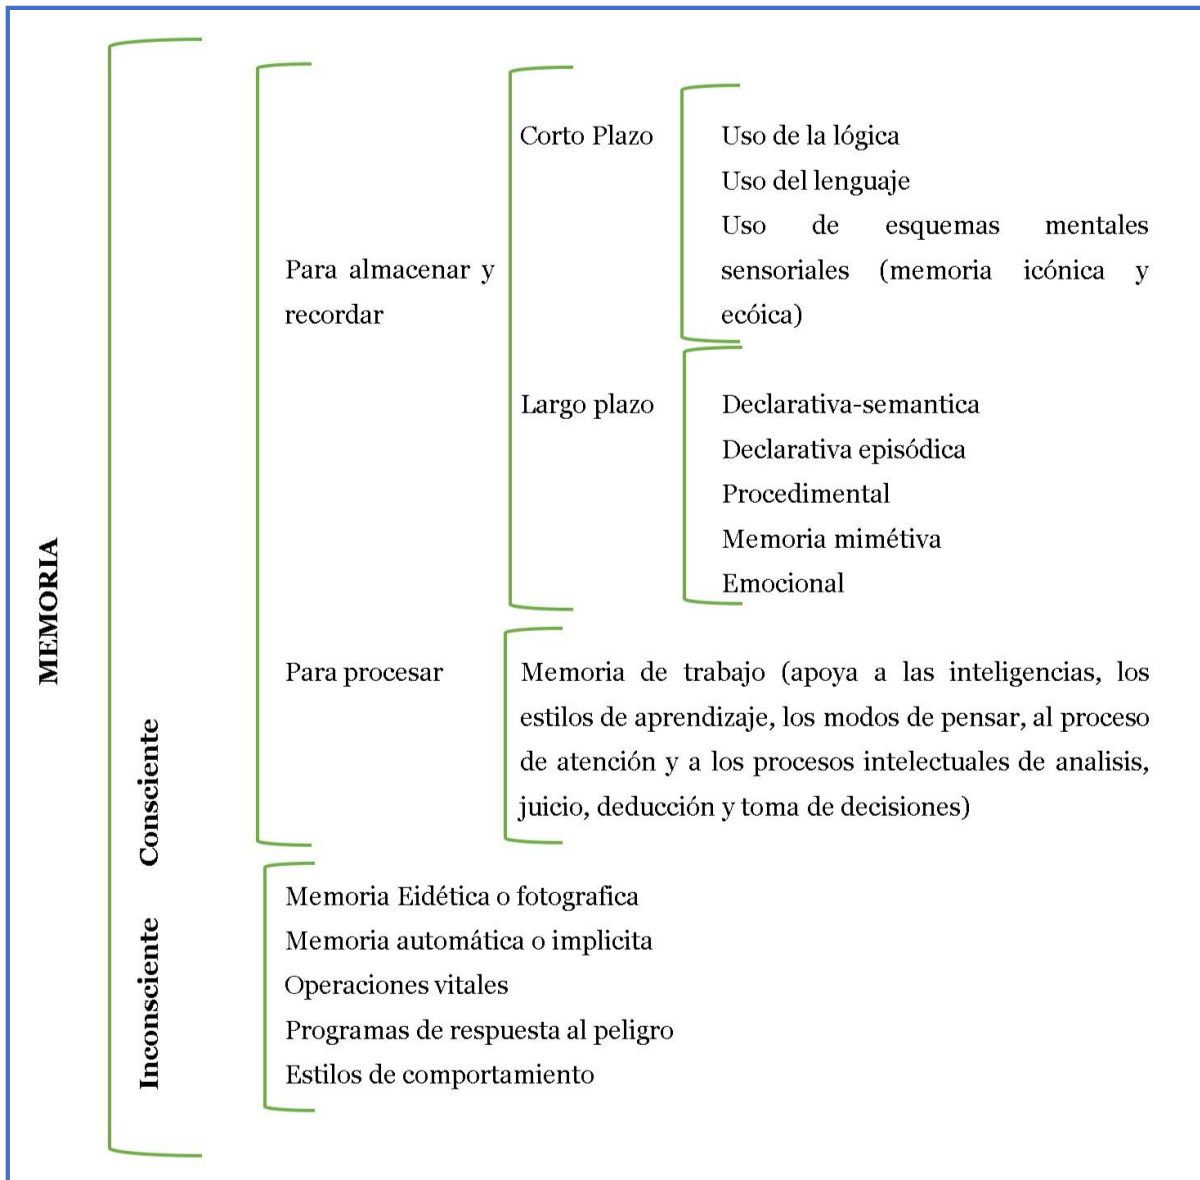 MEMORIA
Consciente
Para almacenar y
recordar
Corto Plazo
Uso de la lógica
Uso del lenguaje
Uso de esquemas mentales
sensoriales (memoria icónica y
ecóica)
Largo plazo
Declarativa-semantica
Declarativa episódica
Procedimental
Memoria mimétiva
Emocional
Para procesar
Memoria de trabajo (apoya a las inteligencias, los
estilos de aprendizaje, los modos de pensar, al proceso
de atención y a los procesos intelectuales de analisis,
juicio, deducción y toma de decisiones)
Inconsciente
Memoria Eidética o fotografica
Memoria automática o implicita
Operaciones vitales
Programas de respuesta al peligro
Estilos de comportamiento